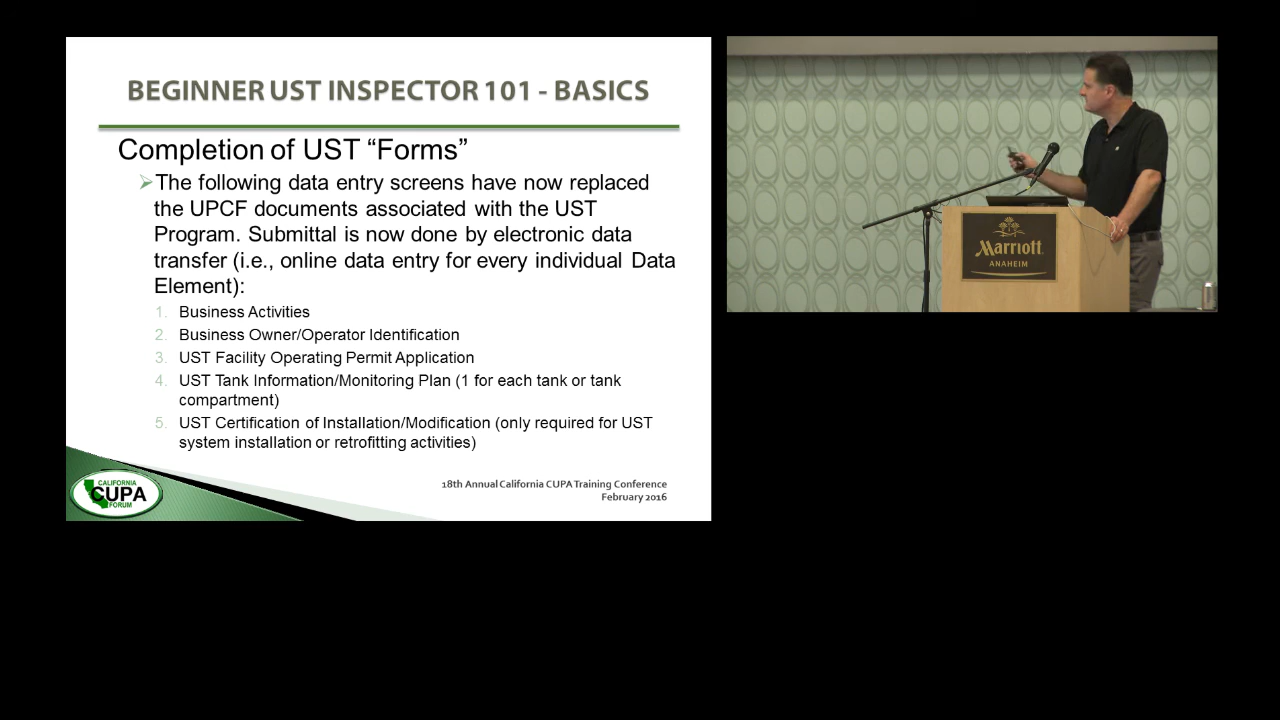 BEGINNER UST INSPECTOR 101 - BASICS
Completion of UST “Forms”
The following data entry screens have now replaced
the UPCF documents associated with the UST
Program. Submittal is now done by electronic data
transfer (i.e., online data entry for every individual Data
Element):
1. Business Activities
2. Business Owner/Operator Identification
3. UST Facility Operating Permit Application
4. UST Tank Information/Monitoring Plan (1 for each tank or tank
compartment)
5. UST Certification of Installation/Modification (only required for UST
system installation or retrofitting activities)
18th Annual California CUPA Training Conference
February 2016
CALIFORNIA
CUPA
FORUM
Marriott
ANAHEIM